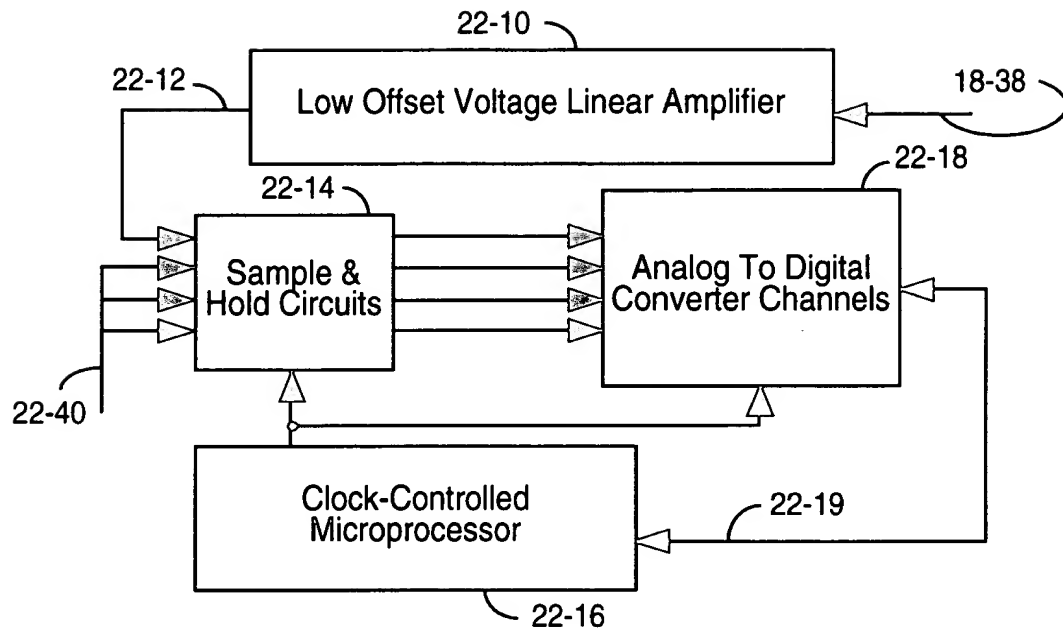 22-10
22-12
Low Offset Voltage Linear Amplifier
18-38
22-18
22-14
Sample &
Hold Circuits
Analog To Digital
Converter Channels
22-40
Clock-Controlled
Microprocessor
22-19
22-16